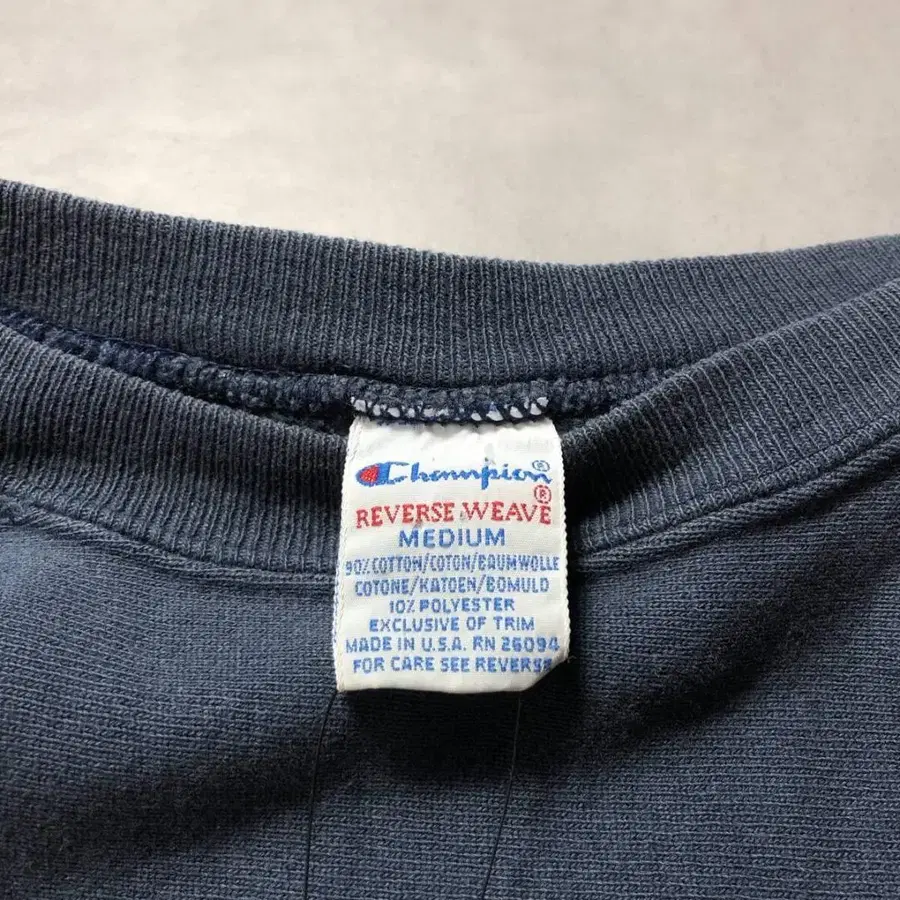 Champion®
REVERSE WEAVE®
MEDIUM
90% COTTON/COTON/BAUMWOLLE
COTONE/KATOEN/BOMULD
10% POLYESTER
EXCLUSIVE OF TRIM
MADE IN U.S.A. RN 26094
FOR CARE SEE REVERSE